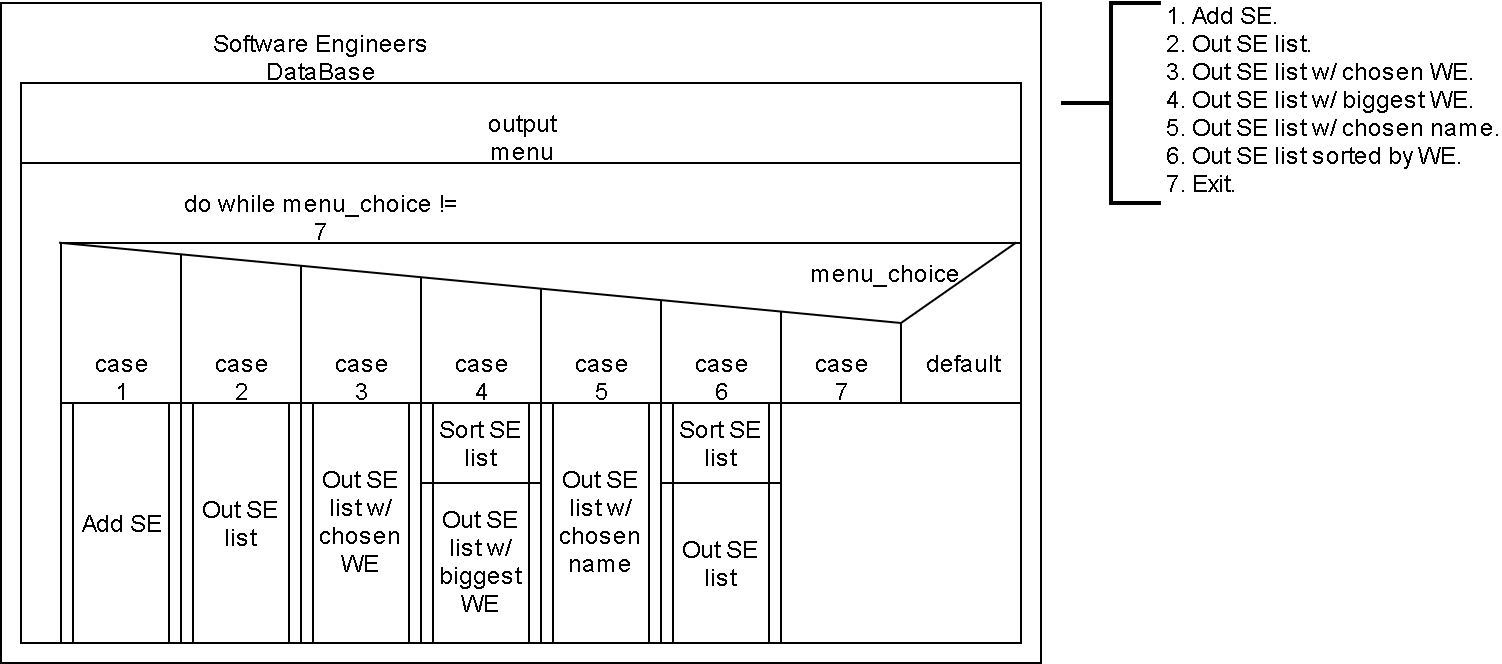 Software Engineers
DataBase
output
menu
do while menu_choice !=
7
menu_choice
case
1
case
2
case
3
case
4
case
5
case
6
case
7
default
Add SE
Out SE
list
Out SE
list w/
chosen
WE
Sort SE
list
Out SE
list w/
biggest
WE
Out SE
list w/
chosen
name
Sort SE
list
Out SE
list
1. Add SE.
2. Out SE list.
3. Out SE list w/ chosen WE.
4. Out SE list w/ biggest WE.
5. Out SE list w/ chosen name.
6. Out SE list sorted by WE.
7. Exit.